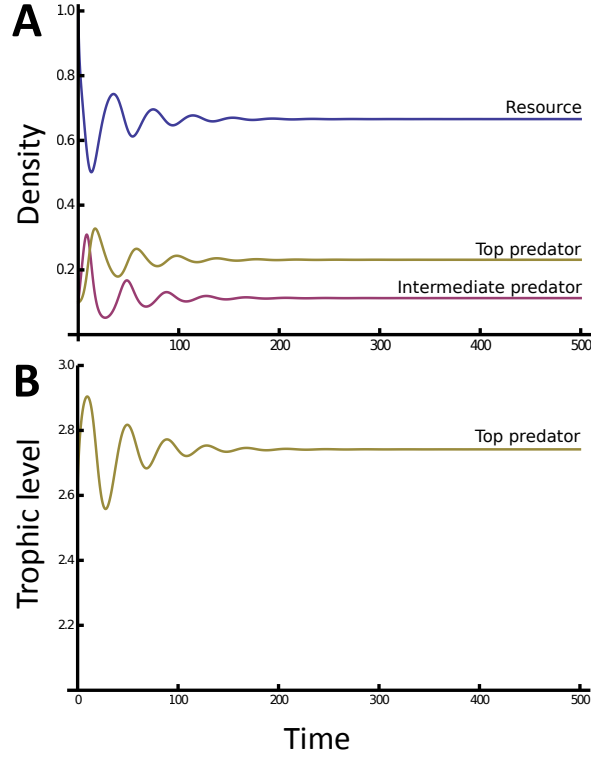 A
1.0
0.8
0.6
0.4
0.2
Density
Resource
Top predator
Intermediate predator
100
200
300
400
500
B
3.0
2.8
2.6
2.4
2.2
Trophic level
Top predator
0
100
200
300
400
500
Time